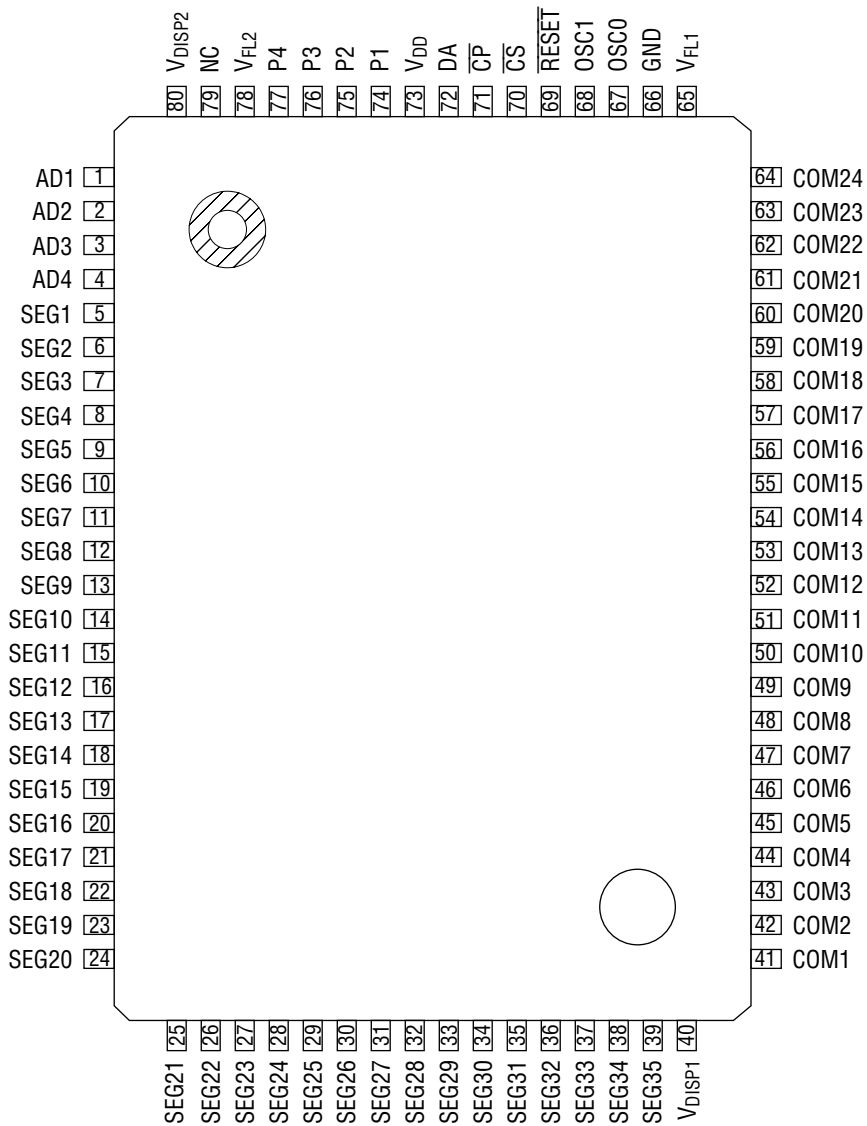 VDISP2 NC VFL2 P4 P3 P2 P1 VDD DA CP CS RESET OSC1 OSC0 GND VFL1
80 79 78 77 76 75 74 73 72 71 70 69 68 67 66 65
AD1 1 64 COM24
AD2 2 63 COM23
AD3 3 62 COM22
AD4 4 61 COM21
SEG1 5 60 COM20
SEG2 6 59 COM19
SEG3 7 58 COM18
SEG4 8 57 COM17
SEG5 9 56 COM16
SEG6 10 55 COM15
SEG7 11 54 COM14
SEG8 12 53 COM13
SEG9 13 52 COM12
SEG10 14 51 COM11
SEG11 15 50 COM10
SEG12 16 49 COM9
SEG13 17 48 COM8
SEG14 18 47 COM7
SEG15 19 46 COM6
SEG16 20 45 COM5
SEG17 21 44 COM4
SEG18 22 43 COM3
SEG19 23 42 COM2
SEG20 24 41 COM1
25 26 27 28 29 30 31 32 33 34 35 36 37 38 39 40
SEG21 SEG22 SEG23 SEG24 SEG25 SEG26 SEG27 SEG28 SEG29 SEG30 SEG31 SEG32 SEG33 SEG34 SEG35 VDISP1